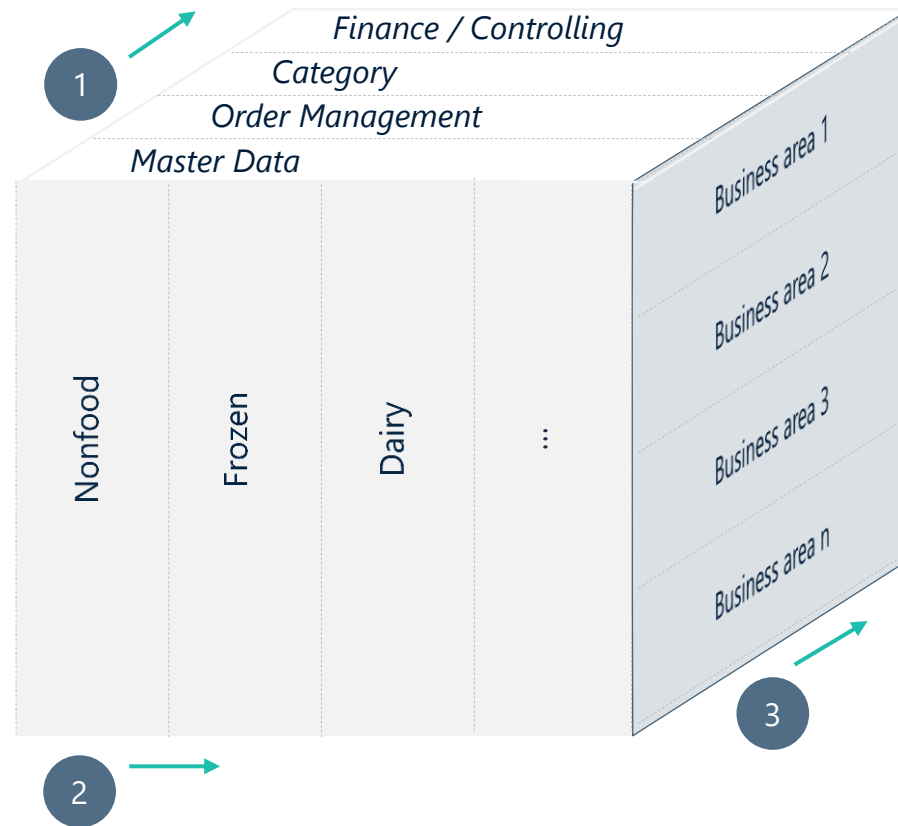 Finance / Controlling
1
Category
Order Management
Master Data
Business area 1
Business area 2
Business area 3
Business area n
Nonfood
Frozen
Dairy
...
3
2